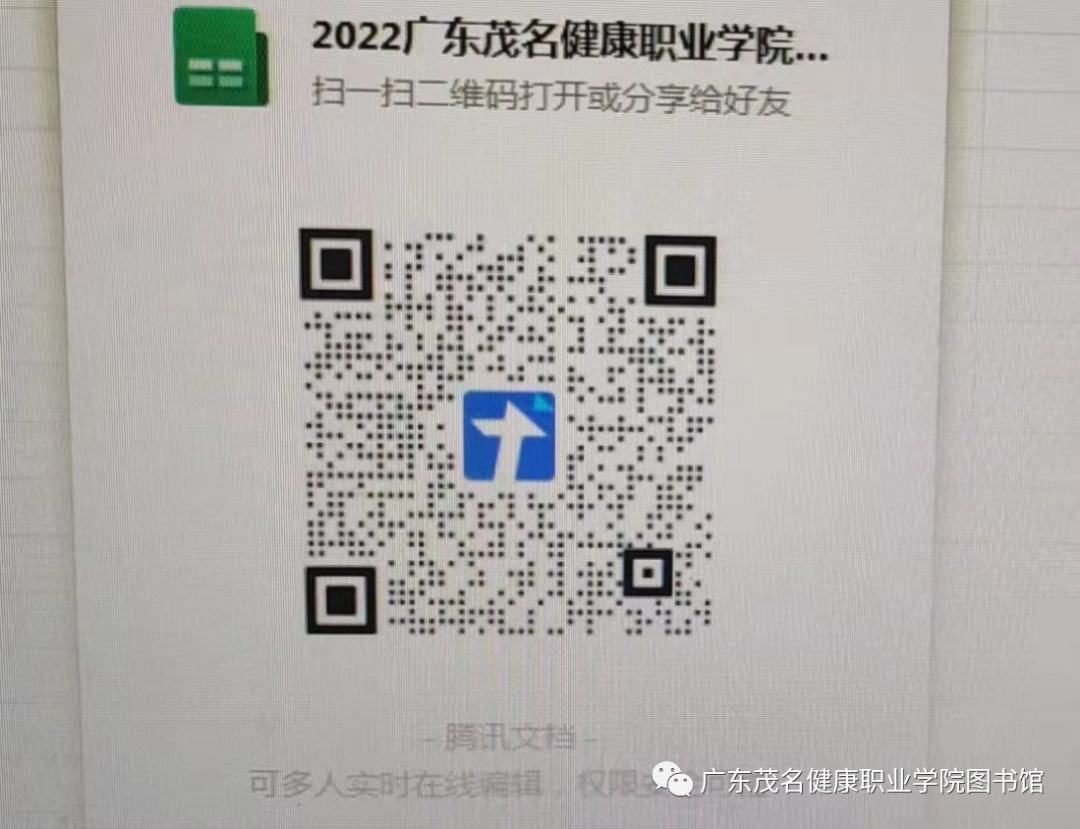 2022广东茂名健康职业学院...
扫一扫二维码打开或分享给好友
- 腾讯文档 -
可多人实时在线编辑 权限
广东茂名健康职业学院图书馆